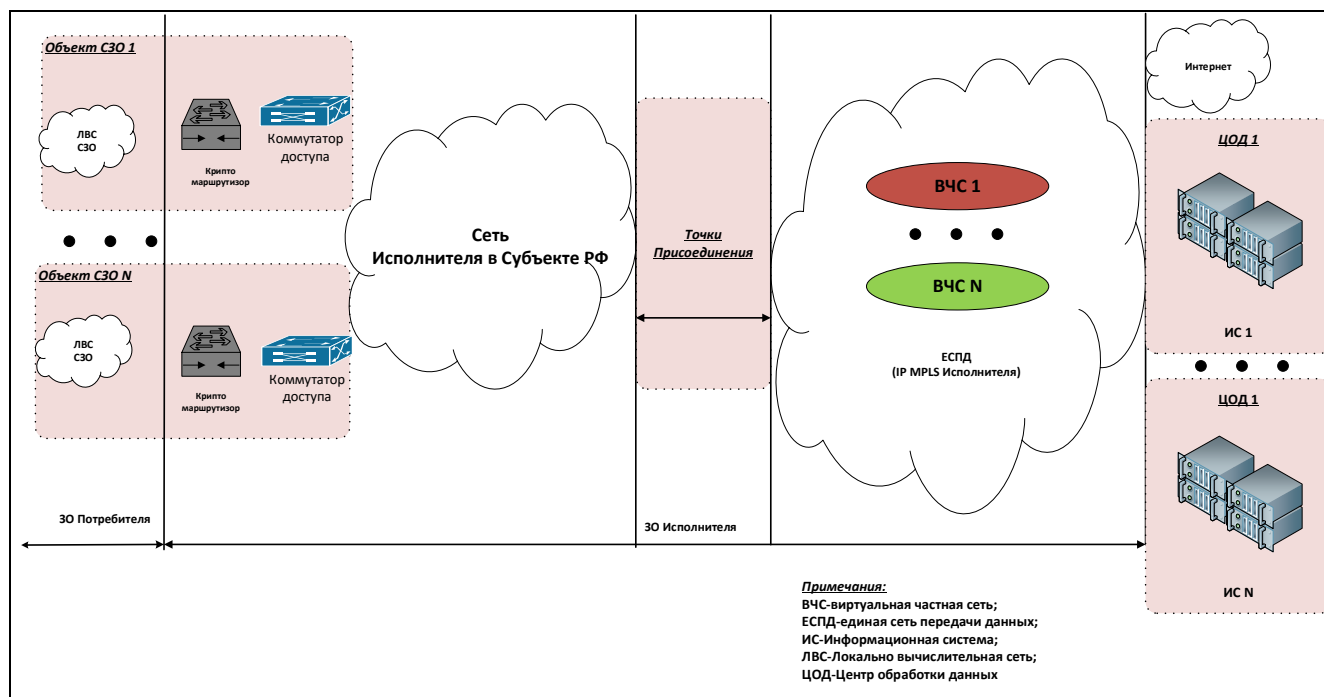 Объект СЗО 1
ЛВС
СЗО
Крипто
маршрутизор
Коммутатор
доступа
Объект СЗО N
ЛВС
СЗО
Крипто
маршрутизор
Коммутатор
доступа
Сеть
Исполнителя в Субъекте РФ
Точки
Присоединения
ВЧС 1
ВЧС N
ЕСПД
(IP MPLS Исполнителя)
Интернет
ЦОД 1
ИС 1
ЦОД 1
ИС N
ЗО Потребителя
ЗО Исполнителя
Примечания:
ВЧС-виртуальная частная сеть;
ЕСПД-единая сеть передачи данных;
ИС-Информационная система;
ЛВС-Локально вычислительная сеть;
ЦОД-Центр обработки данных